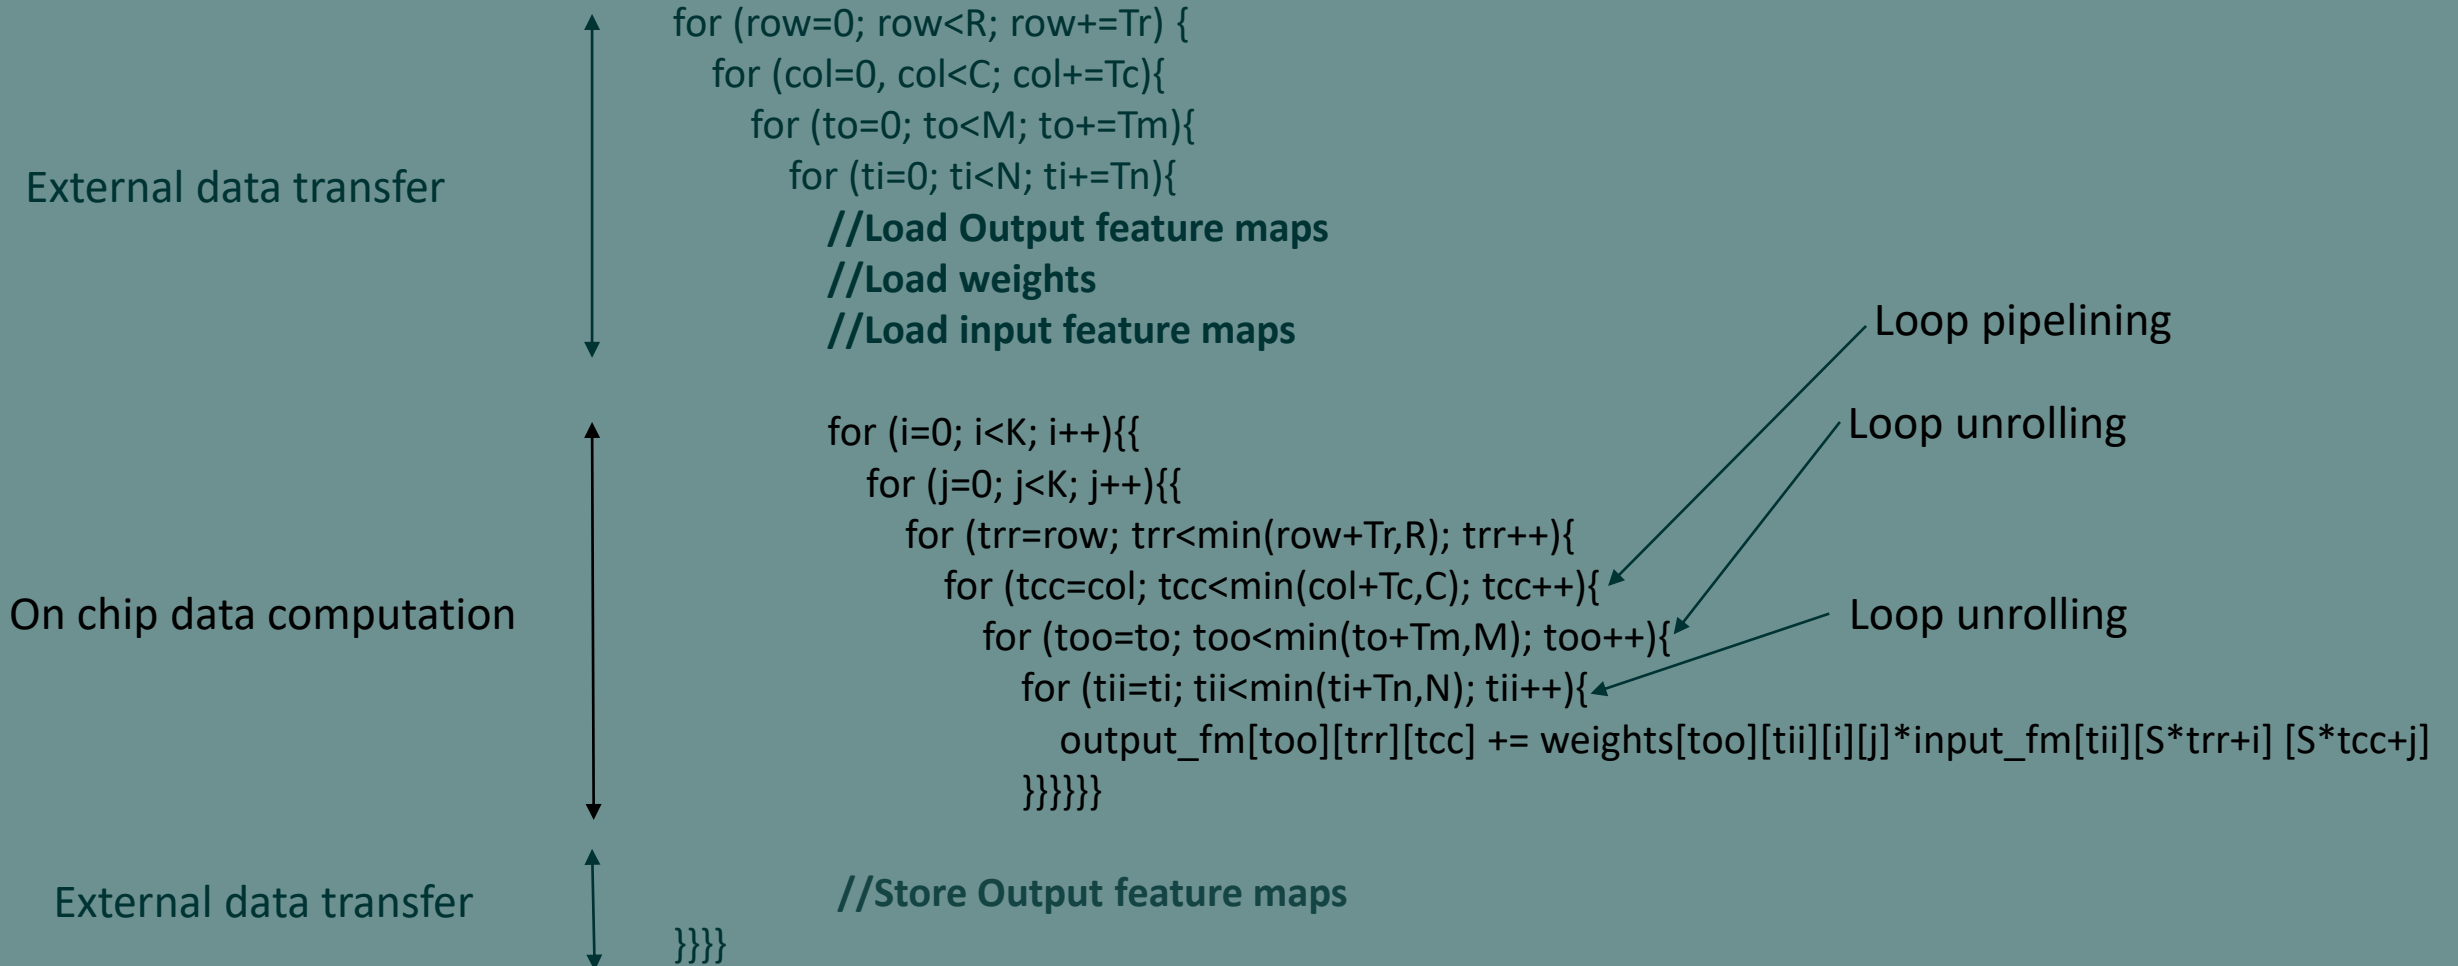 for (row=0; row<R; row+=Tr) {
for (col=0, col<C; col+=Tc){
for (to=0; to<M; to+=Tm){
for (ti=0; ti<N; ti+=Tn){
External data transfer
//Load Output feature maps
//Load weights
//Load input feature maps
Loop pipelining
for (i=0; i<K; i++){{
Loop unrolling
for (j=0; j<K; j++){{
for (trr=row; trr<min(row+Tr,R); trr++){
for (tcc=col; tcc<min(col+Tc,C); tcc++){
On chip data computation
Loop unrolling
for (too=to; too<min(to+Tm,M); too++){
for (tii=ti; tii<min(ti+Tn,N); tii++){
output_fm[too][trr][tcc] += weights[too][tii][i][j]*input_fm[tii][S*trr+i] [S*tcc+j]
}}}}}}
External data transfer
//Store Output feature maps
}}}}